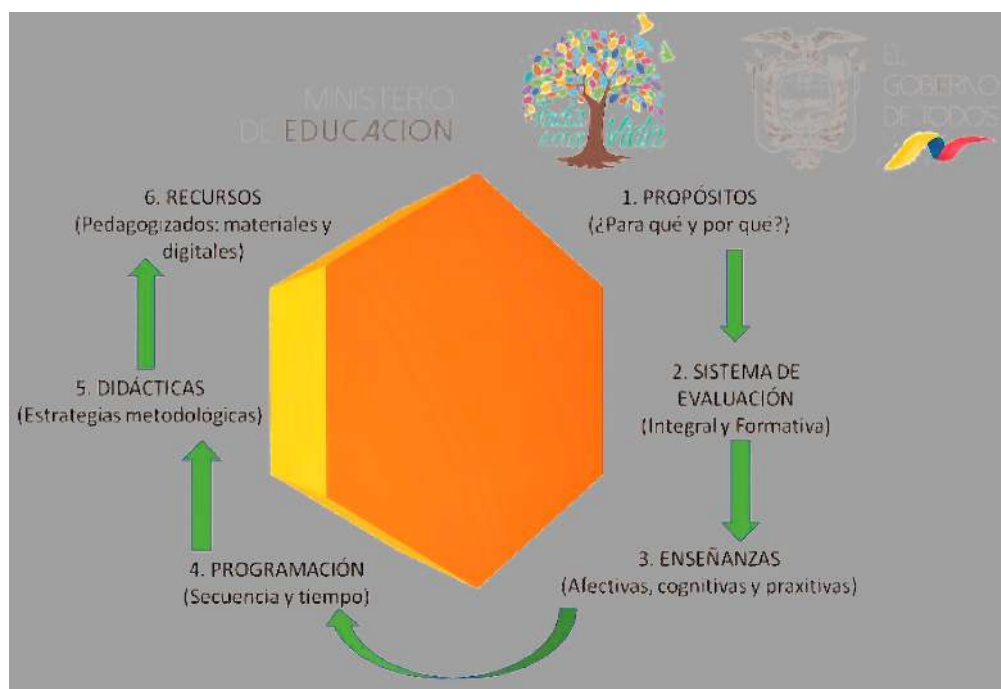 MINISTERIO
DE EDUCACION
EL
GOBIERNO
DE TODOS
6. RECURSOS
(Pedagogizados: materiales y
digitales)
1. PROPÓSITOS
(¿Para qué y por qué?)
5. DIDÁCTICAS
(Estrategias metodológicas)
2. SISTEMA DE
EVALUACIÓN
(Integral y Formativa)
4. PROGRAMACIÓN
(Secuencia y tiempo)
3. ENSEÑANZAS
(Afectivas, cognitivas y praxitivas)